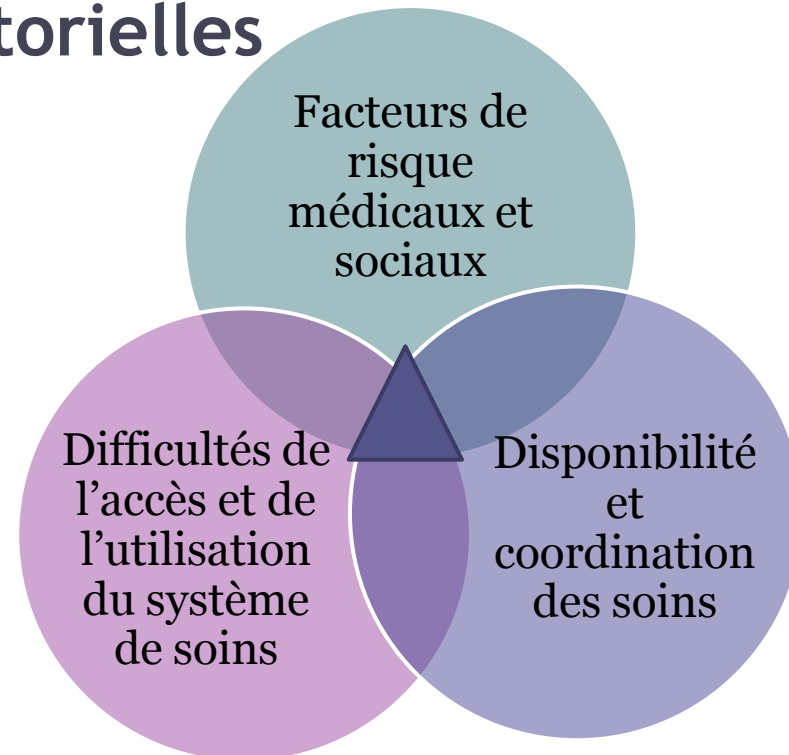 torielles
Facteurs de
risque
médicaux et
sociaux
Difficultés de
l’accès et de
l’utilisation
du système
de soins
Disponibilité
et
coordination
des soins